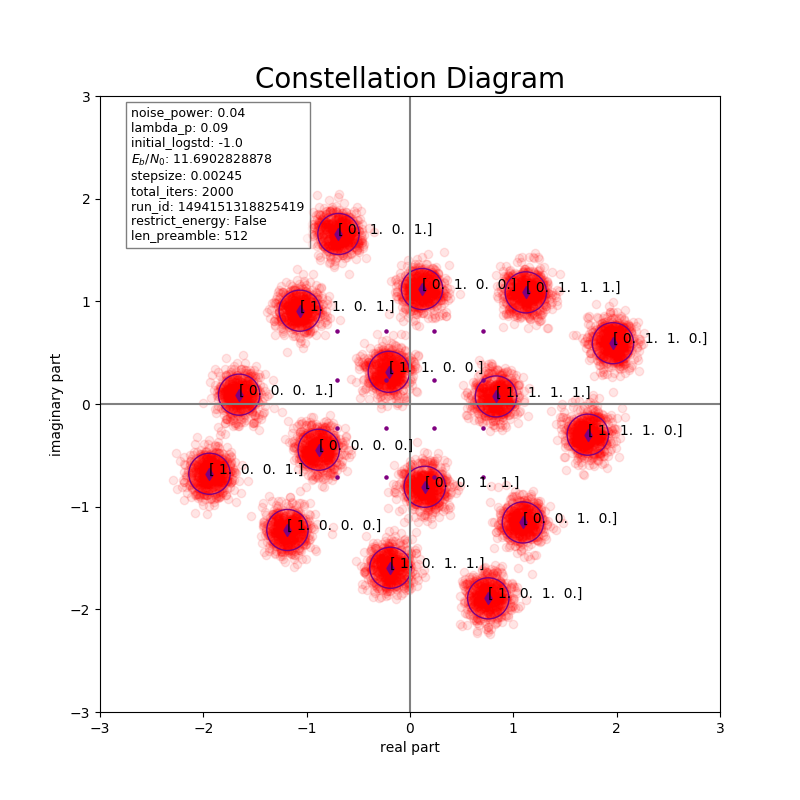 Constellation Diagram
noise_power: 0.04
lambda_p: 0.09
initial_logstd: -1.0
E_b/N_0: 11.6902828878
stepsize: 0.00245
total_iters: 2000
run_id: 1494151318825419
restrict_energy: False
len_preamble: 512
[ 0. 1. 0. 1.]
[ 0. 1. 0. 0.]
[ 0. 1. 1. 1.]
[ 1. 1. 0. 1.]
[ 0. 1. 1. 0.]
[ 1. 1. 0. 0.]
[ 0. 0. 0. 1.]
[ 1. 1. 1. 1.]
[ 1. 1. 1. 0.]
[ 0. 0. 0. 0.]
[ 1. 0. 0. 1.]
[ 0. 0. 1. 1.]
[ 0. 0. 1. 0.]
[ 1. 0. 0. 0.]
[ 1. 0. 1. 1.]
[ 1. 0. 1. 0.]
3
2
1
0
−1
−2
−3
imaginary part
−3 −2 −1 0 1 2 3
real part